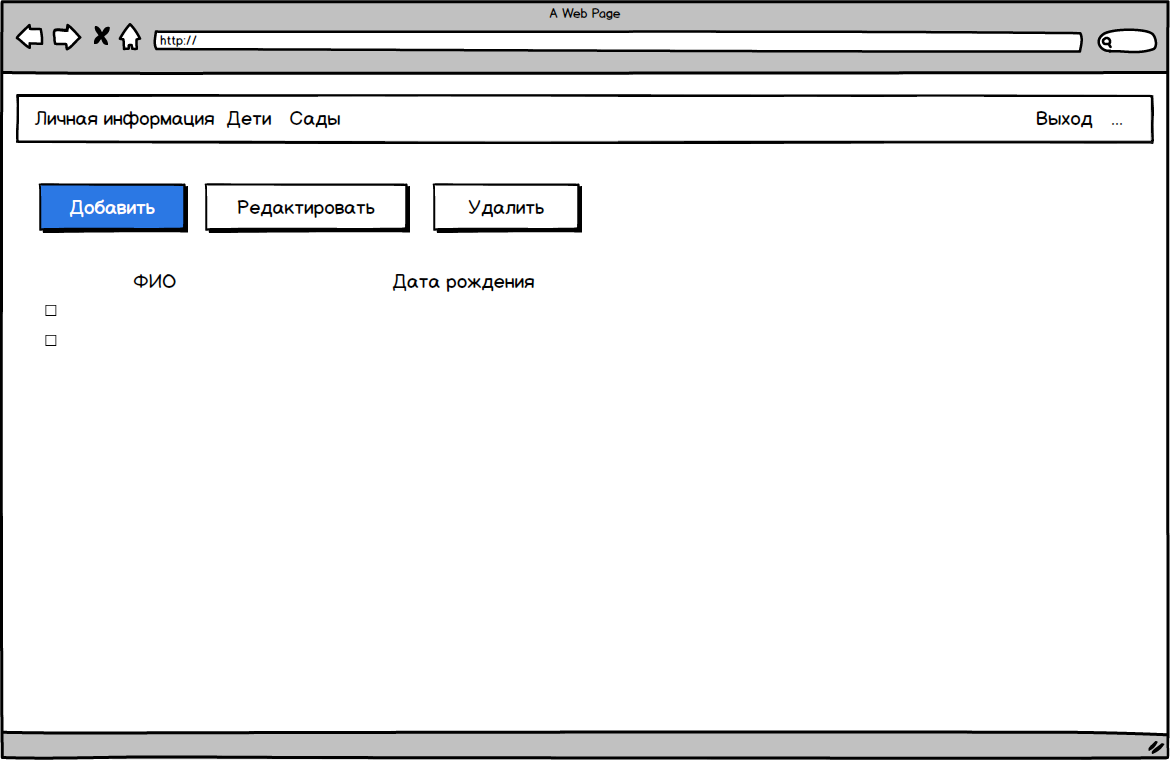 A Web Page
http://
Личная информация Дети Сады Выход ...
Добавить Редактировать Удалить
ФИО Дата рождения